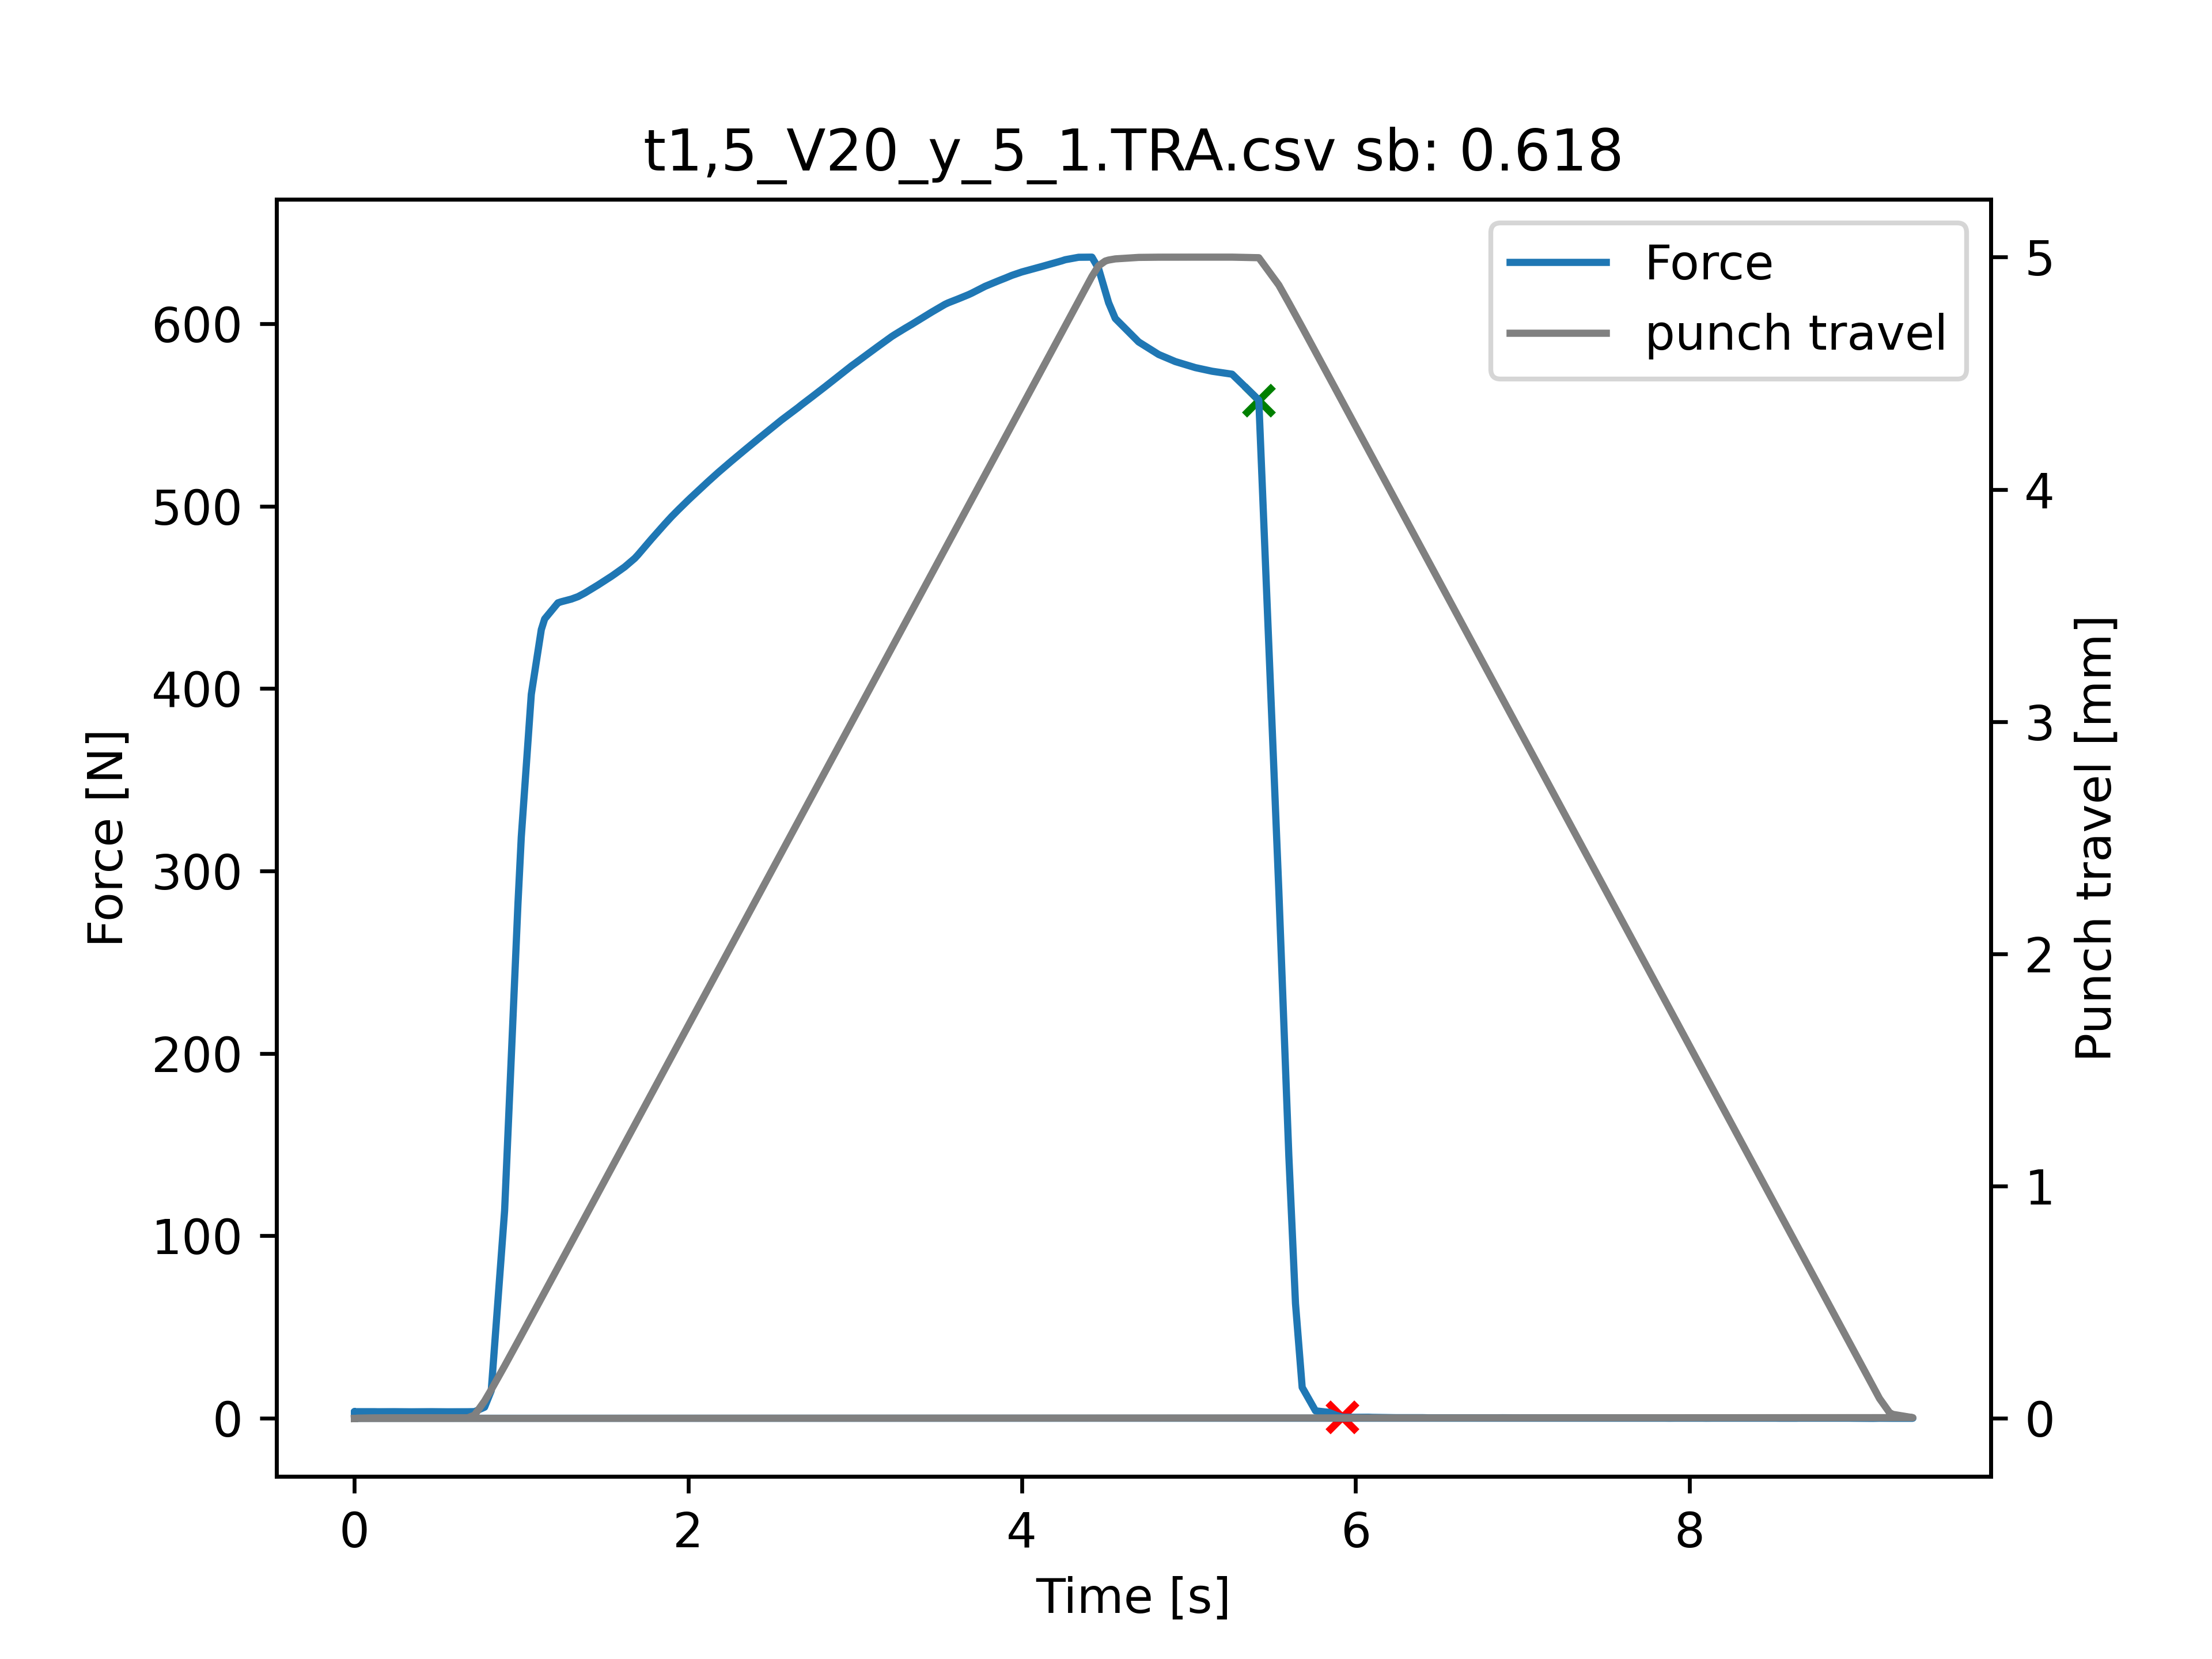 t1,5_V20_y_5_1.TRA.csv sb: 0.618
Force
punch travel
Force [N]
600
500
400
300
200
100
0
5
4
3
2
1
0
Punch travel [mm]
0 2 4 6 8
Time [s]